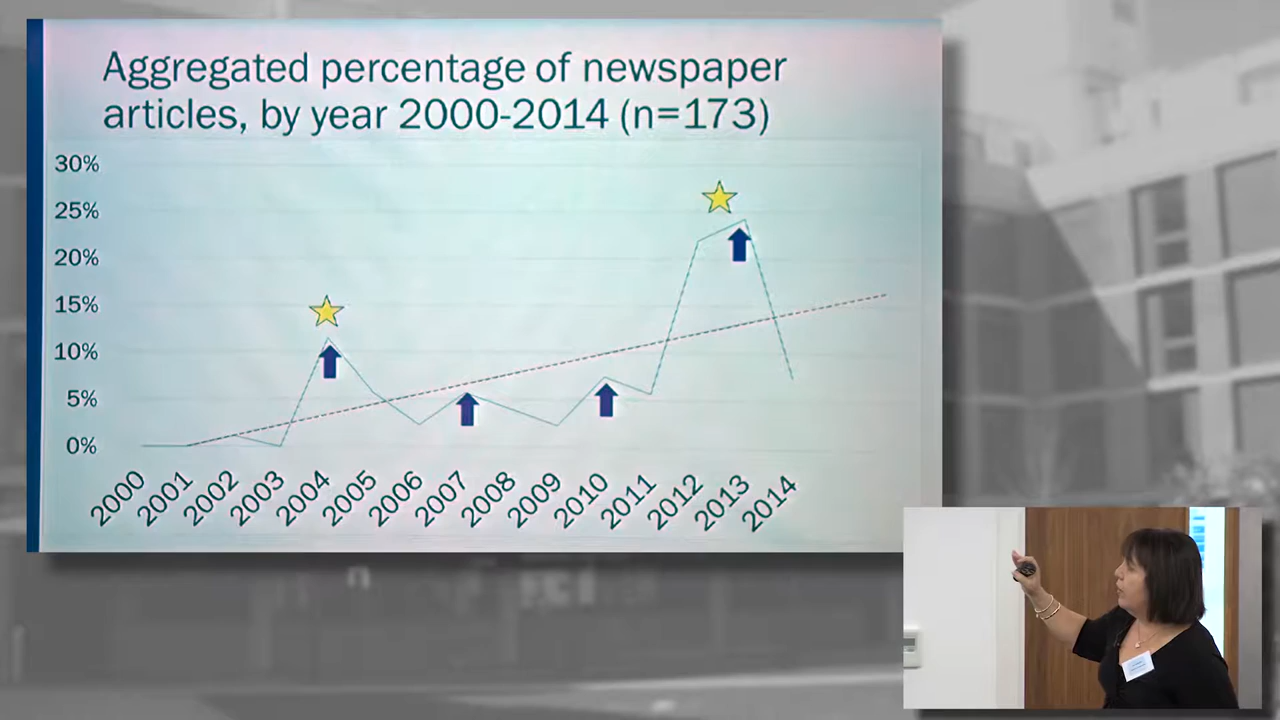 Aggregated percentage of newspaper
articles, by year 2000-2014 (n=173)
30%
25%
20%
15%
10%
5%
0%
2000 2001 2002 2003 2004 2005 2006 2007 2008 2009 2010 2011 2012 2013 2014